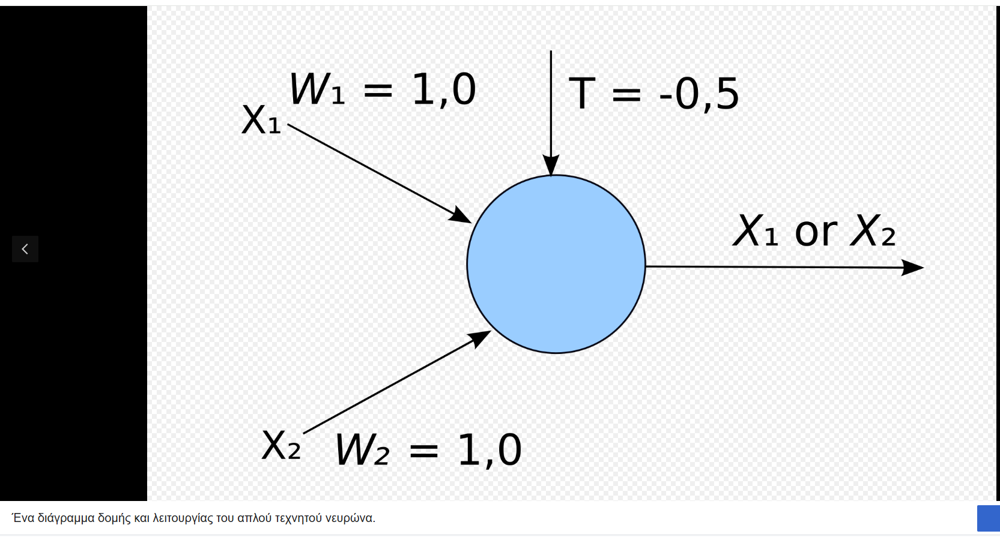 W₁ = 1,0
T = -0,5
X₁
X₁ or X₂
X₂
W₂ = 1,0
Ένα διάγραμμα δομής και λειτουργίας του απλού τεχνητού νευρώνα.